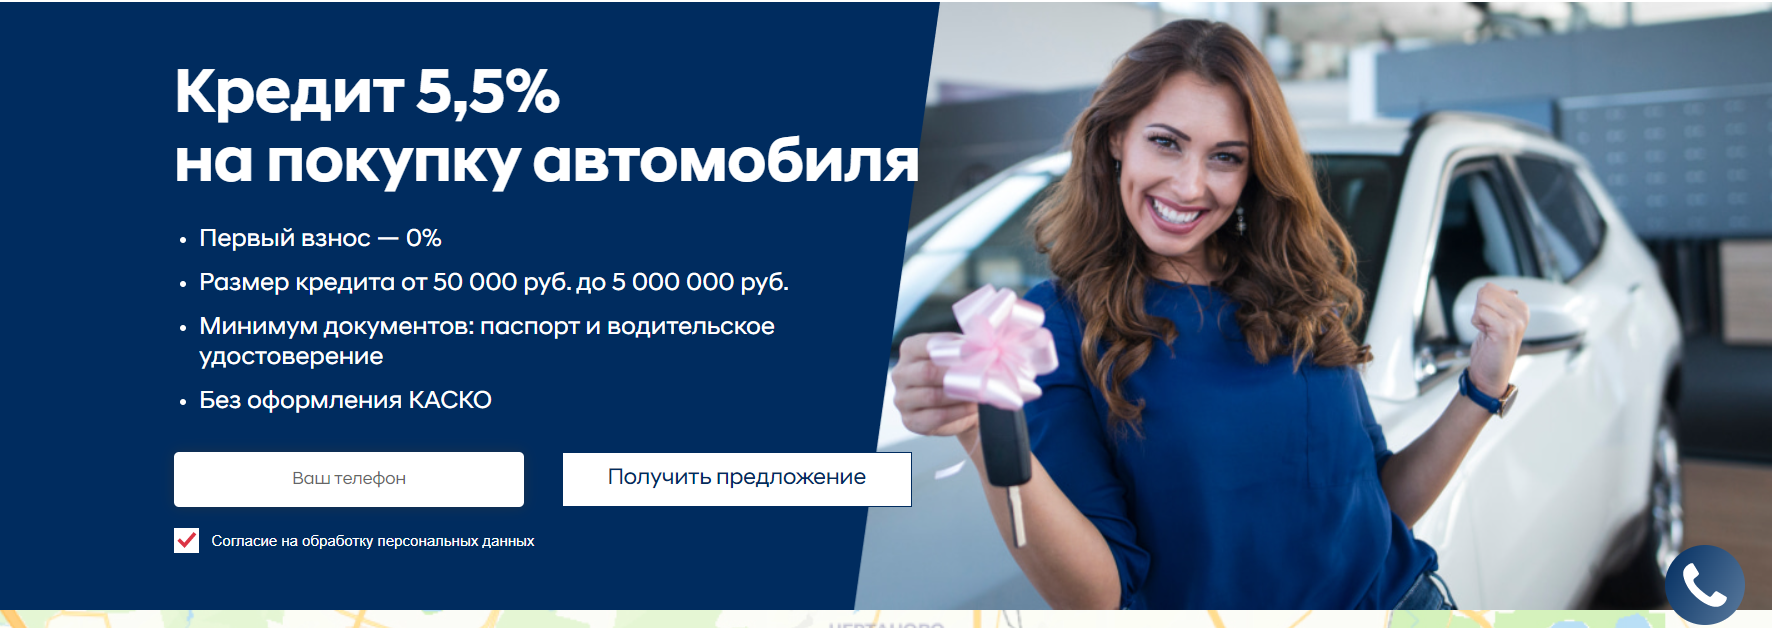 Кредит 5,5%
на покупку автомобиля
Первый взнос — 0%
Размер кредита от 50 000 руб. до 5 000 000 руб.
Минимум документов: паспорт и водительское
удостоверение
Без оформления КАСКО
Ваш телефон
Получить предложение
Согласие на обработку персональных данных